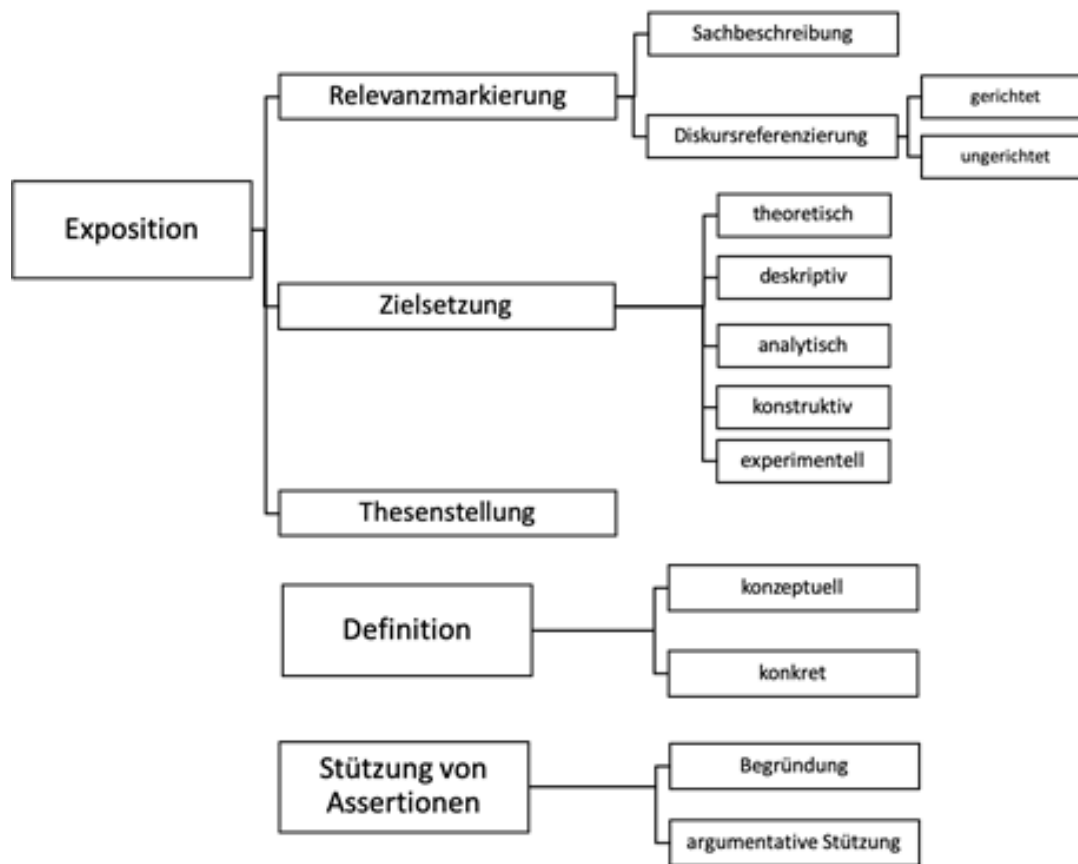 Exposition
Relevanzmarkierung
Sachbeschreibung
Diskursreferenzierung
gerichtet
ungerichtet
Zielsetzung
theoretisch
deskriptiv
analytisch
konstruktiv
experimentell
Thesenstellung
Definition
konzeptuell
konkret
Stützung von
Assertionen
Begründung
argumentative Stützung